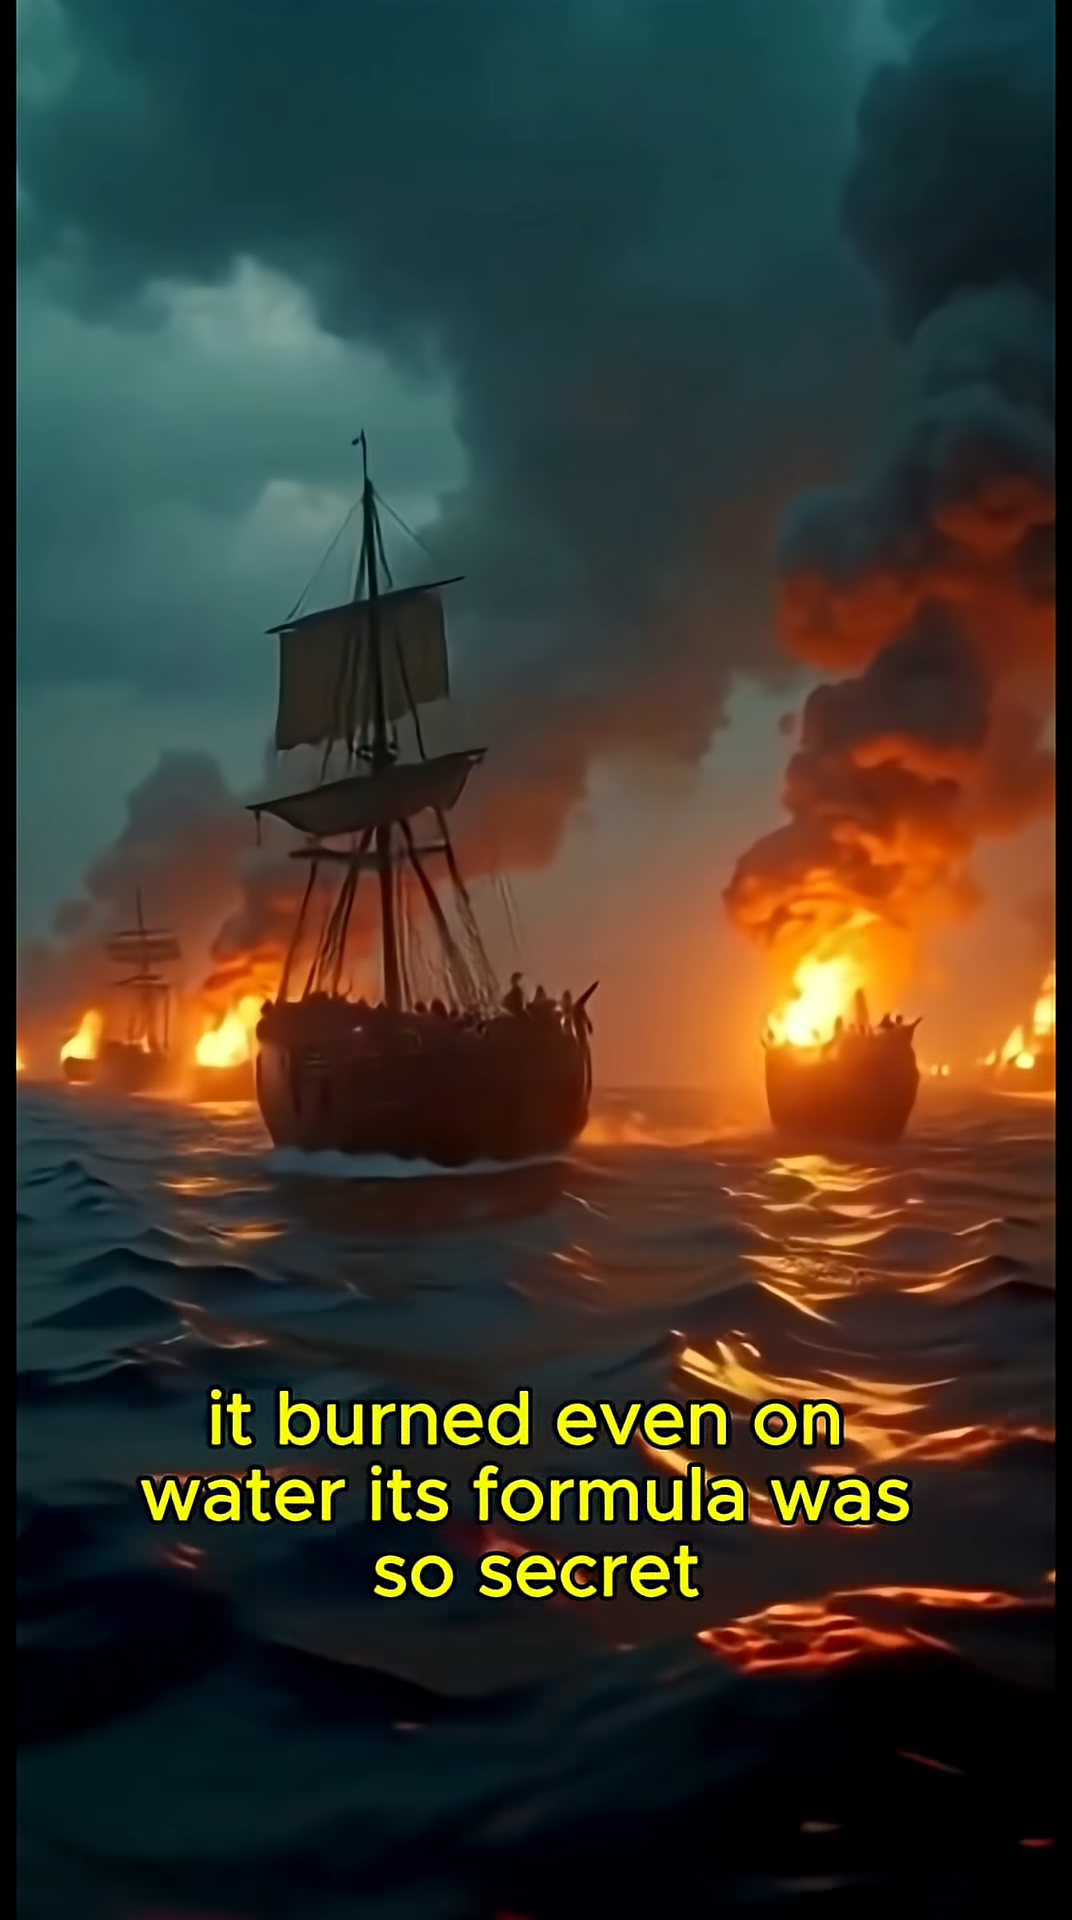 it burned even on
water its formula was
so secret